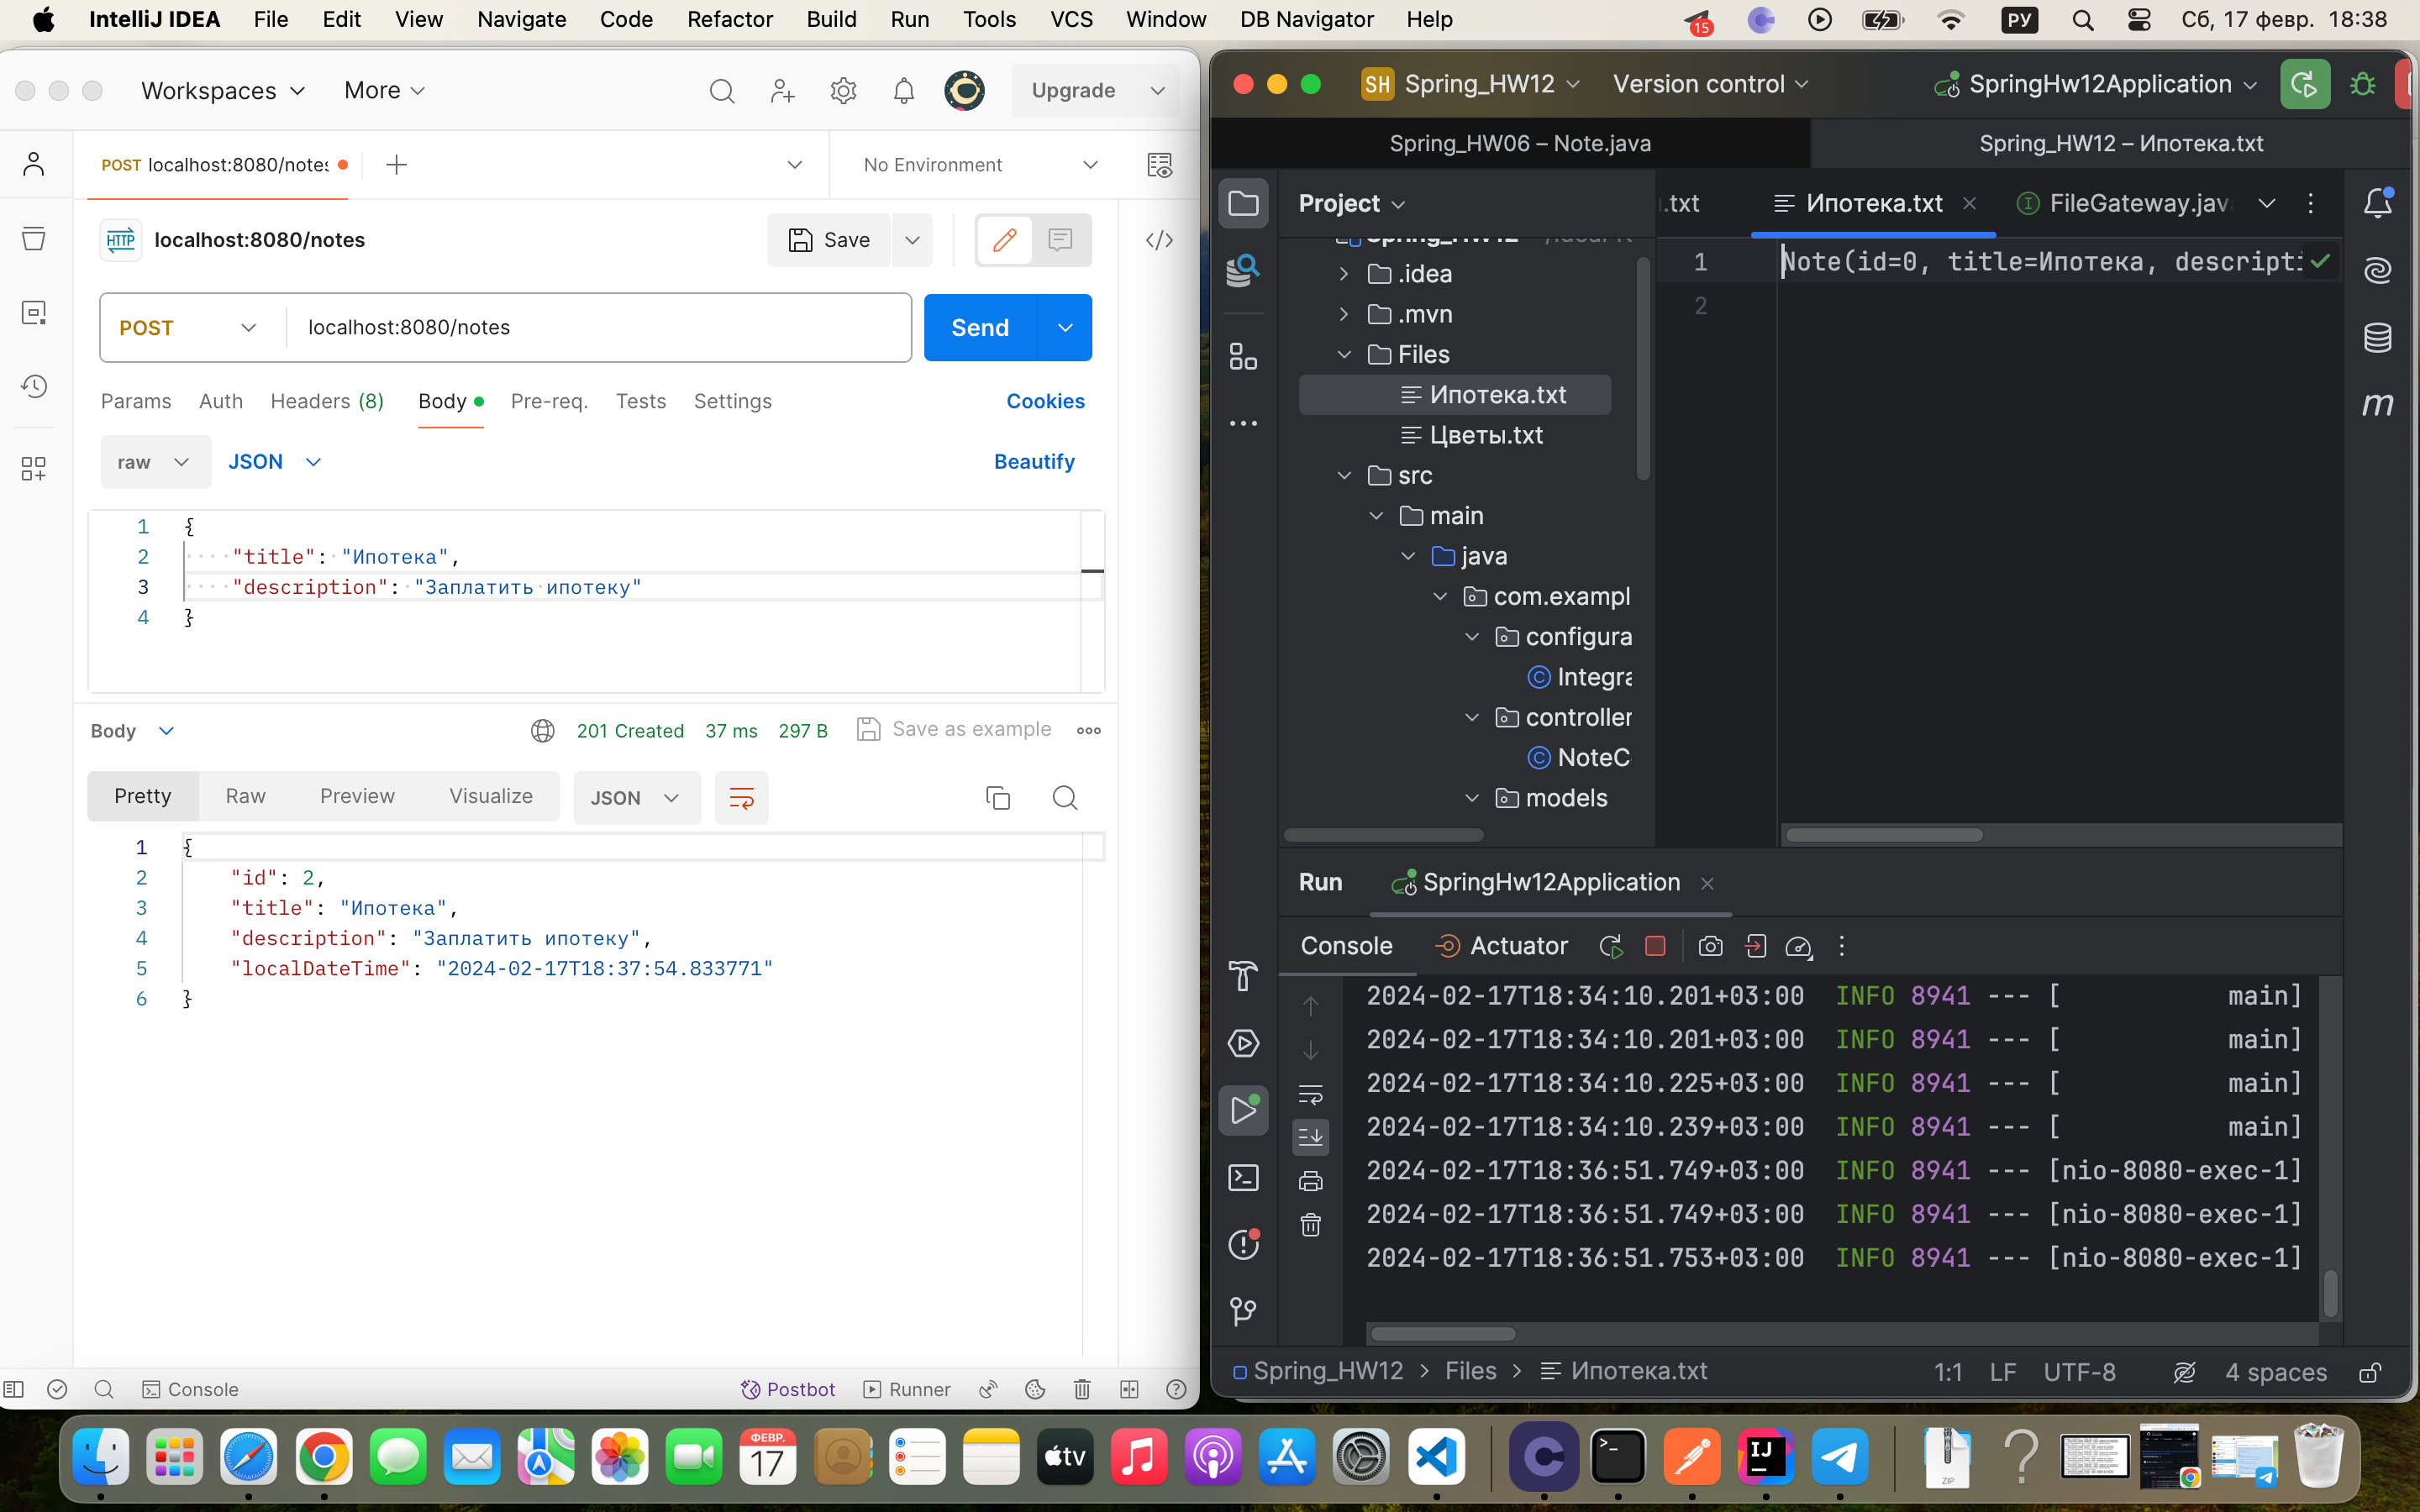 IntelliJ IDEA File Edit View Navigate Code Refactor Build Run Tools VCS Window DB Navigator Help 15 РУ Сб, 17 февр. 18:38
Workspaces More Upgrade
POST localhost:8080/notes No Environment
HTTP localhost:8080/notes Save
POST localhost:8080/notes Send
Params Auth Headers (8) Body Pre-req. Tests Settings Cookies
raw JSON Beautify
1 {
2 "title": "Ипотека",
3 "description": "Заплатить ипотеку"
4 }
Body 201 Created 37 ms 297 B Save as example
Pretty Raw Preview Visualize JSON
1 {
2 "id": 2,
3 "title": "Ипотека",
4 "description": "Заплатить ипотеку",
5 "localDateTime": "2024-02-17T18:37:54.833771"
6 }
Console Postbot Runner
SH Spring_HW12 Version control SpringHw12Application
Spring_HW06 – Note.java Spring_HW12 – Ипотека.txt
Project .txt Ипотека.txt FileGateway.jav
Spring_HW12
.idea
.mvn
Files
Ипотека.txt
Цветы.txt
src
main
java
com.exampl
configura
Integra
controller
NoteC
models
1 Note(id=0, title=Ипотека, descripti
2
Run SpringHw12Application
Console Actuator
2024-02-17T18:34:10.201+03:00 INFO 8941 --- [ main]
2024-02-17T18:34:10.201+03:00 INFO 8941 --- [ main]
2024-02-17T18:34:10.225+03:00 INFO 8941 --- [ main]
2024-02-17T18:34:10.239+03:00 INFO 8941 --- [ main]
2024-02-17T18:36:51.749+03:00 INFO 8941 --- [nio-8080-exec-1]
2024-02-17T18:36:51.749+03:00 INFO 8941 --- [nio-8080-exec-1]
2024-02-17T18:36:51.753+03:00 INFO 8941 --- [nio-8080-exec-1]
Spring_HW12 > Files > Ипотека.txt 1:1 LF UTF-8 4 spaces
ФЕВР.
17
tv
IJ
ZIP